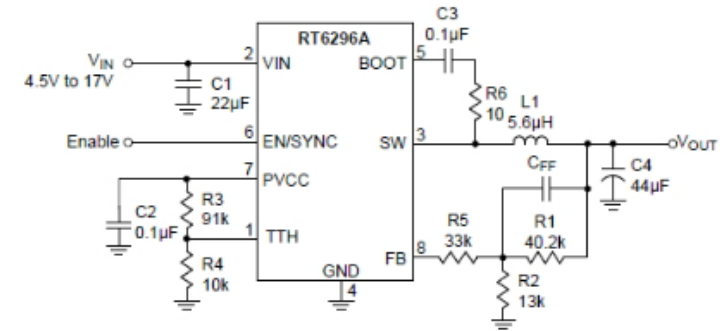 C3
0.1µF
RT6296A
VIN
4.5V to 17V
2
VIN
BOOT
5
C1
22µF
R6
10
L1
5.6µH
Enable
6
EN/SYNC
SW
3
VOUT
CFF
C4
44µF
7
PVCC
R3
91k
C2
0.1µF
1
TTH
R5
33k
R1
40.2k
FB
8
R4
10k
GND
4
R2
13k